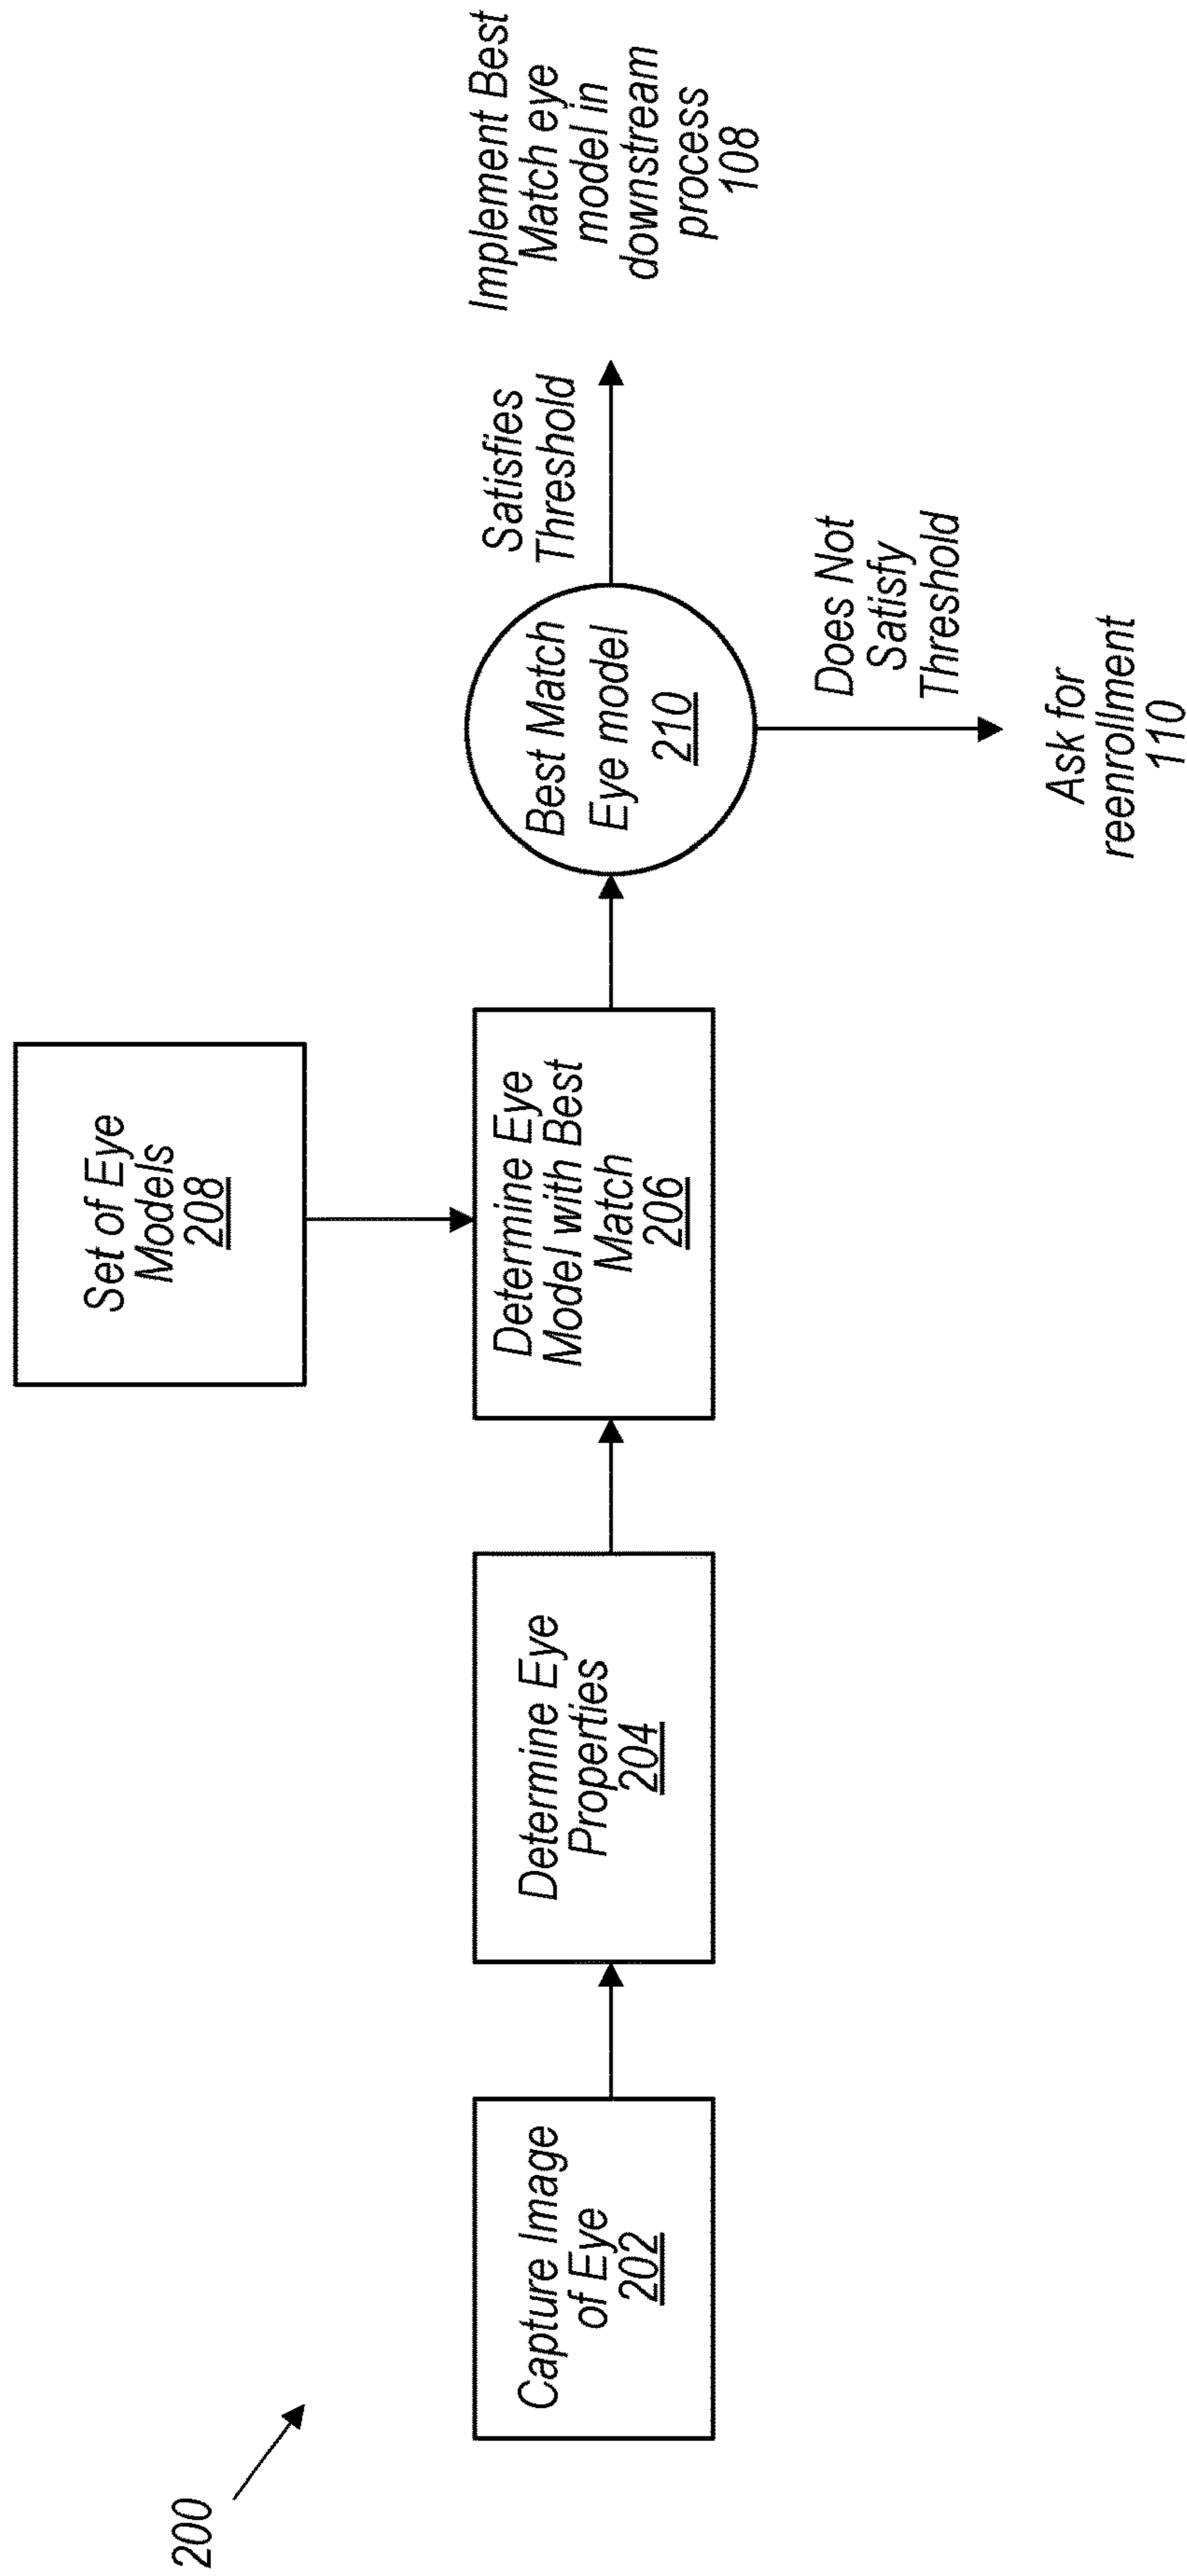 200
Capture Image
of Eye
202
Determine Eye
Properties
204
Set of Eye
Models
208
Determine Eye
Model with Best
Match
206
Best Match
Eye model
210
Satisfies
Threshold
Implement Best
Match eye
model in
downstream
process
108
Does Not
Satisfy
Threshold
Ask for
reenrollment
110